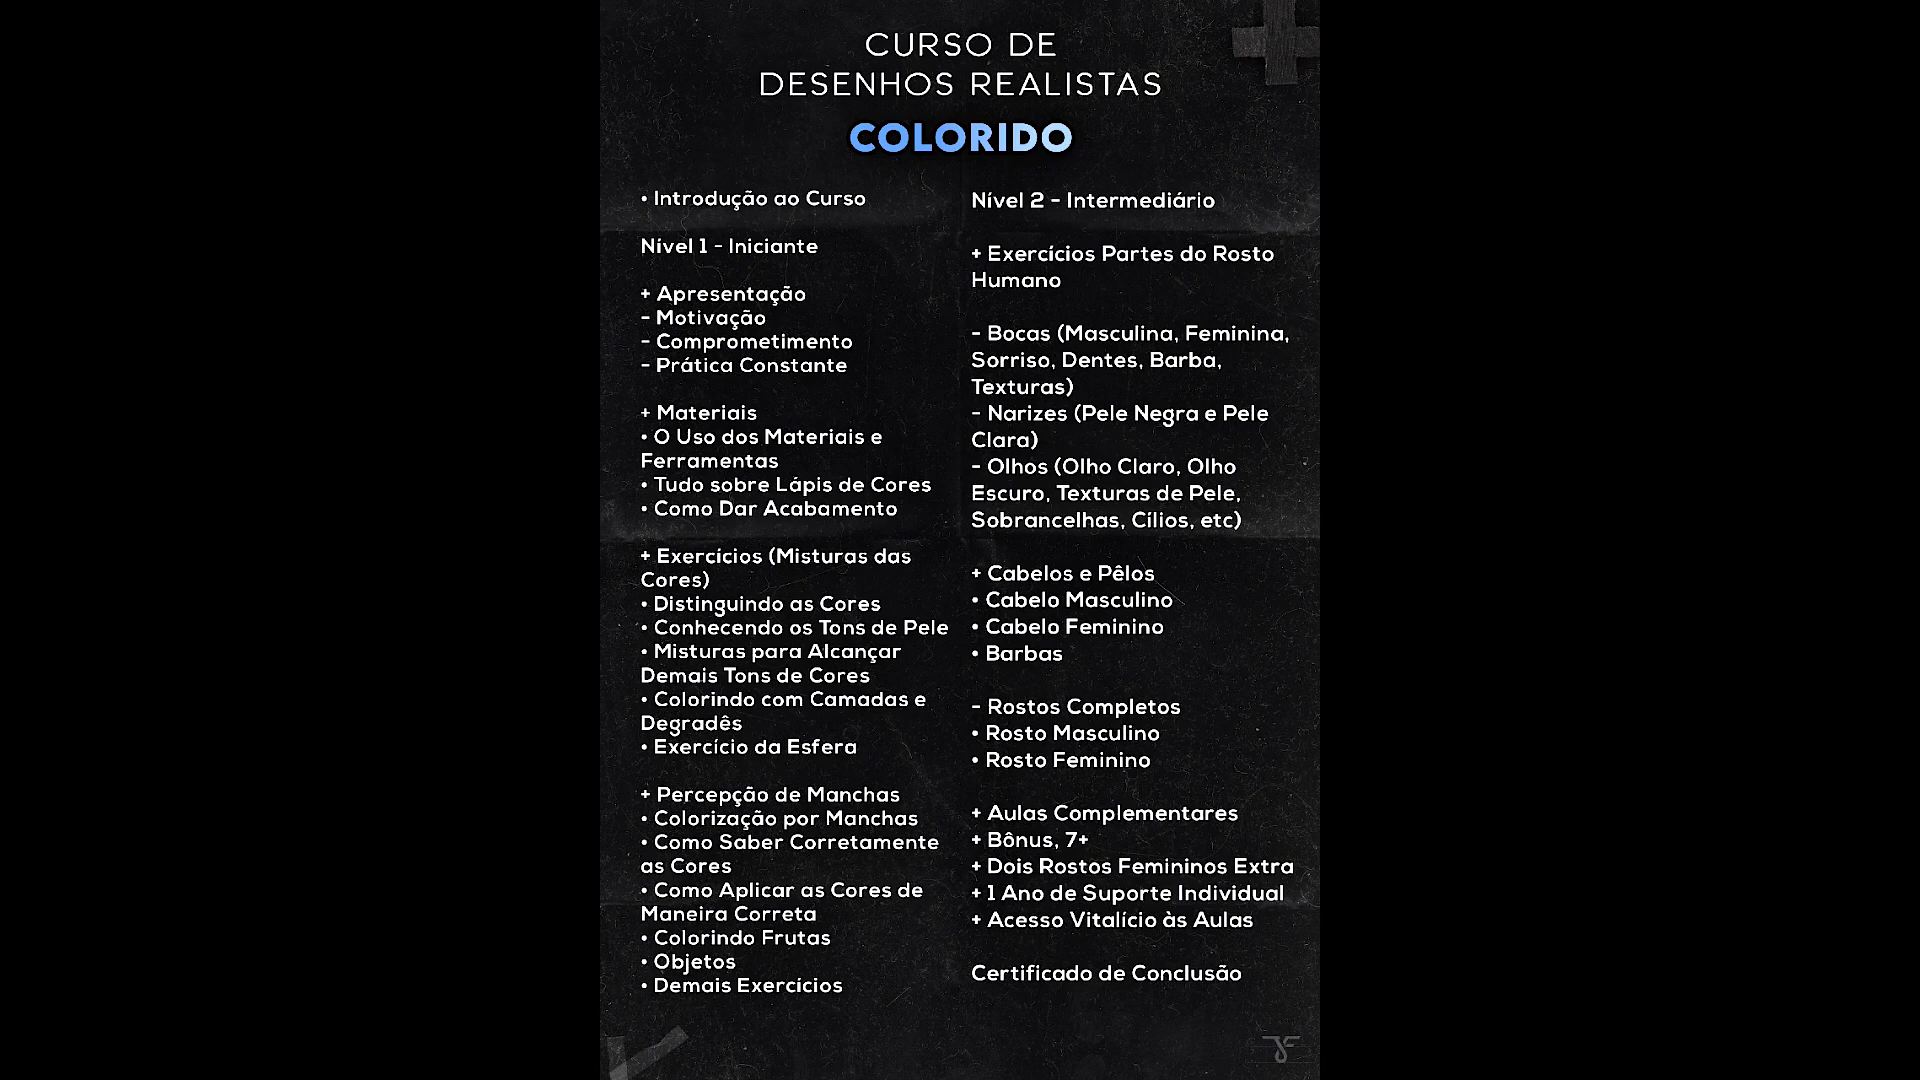 CURSO DE
DESENHOS REALISTAS
COLORIDO
• Introdução ao Curso
Nível 1 - Iniciante
+ Apresentação
- Motivação
- Comprometimento
- Prática Constante
+ Materiais
• O Uso dos Materiais e
Ferramentas
• Tudo sobre Lápis de Cores
• Como Dar Acabamento
+ Exercícios (Misturas das
Cores)
• Distinguindo as Cores
• Conhecendo os Tons de Pele
• Misturas para Alcançar
Demais Tons de Cores
• Colorindo com Camadas e
Degradês
• Exercício da Esfera
+ Percepção de Manchas
• Colorização por Manchas
• Como Saber Corretamente
as Cores
• Como Aplicar as Cores de
Maneira Correta
• Colorindo Frutas
• Objetos
• Demais Exercícios
Nível 2 - Intermediário
+ Exercícios Partes do Rosto
Humano
- Bocas (Masculina, Feminina,
Sorriso, Dentes, Barba,
Texturas)
- Narizes (Pele Negra e Pele
Clara)
- Olhos (Olho Claro, Olho
Escuro, Texturas de Pele,
Sobrancelhas, Cílios, etc)
+ Cabelos e Pêlos
• Cabelo Masculino
• Cabelo Feminino
• Barbas
- Rostos Completos
• Rosto Masculino
• Rosto Feminino
+ Aulas Complementares
+ Bônus, 7+
+ Dois Rostos Femininos Extra
+ 1 Ano de Suporte Individual
+ Acesso Vitalício às Aulas
Certificado de Conclusão